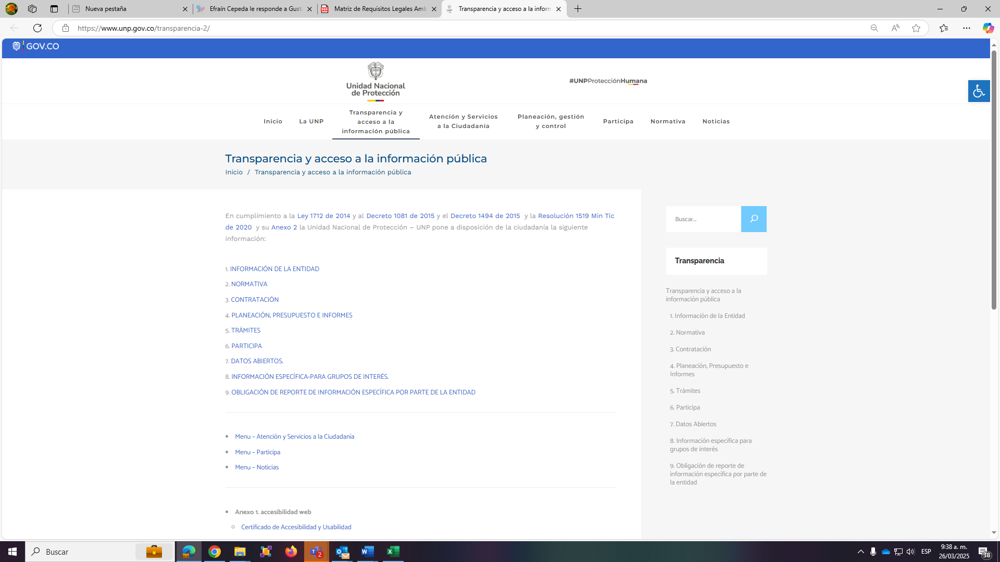 Nueva pestaña
Efraín Cepeda le responde a Gust
Matriz de Requisitos Legales Amb
Transparencia y acceso a la inform
https://www.unp.gov.co/transparencia-2/
GOV.CO
Unidad Nacional
de Protección
#UNPProtecciónHumana
Inicio
La UNP
Transparencia y
acceso a la
información pública
Atención y Servicios
a la Ciudadanía
Planeación, gestión
y control
Participa
Normativa
Noticias
Transparencia y acceso a la información pública
Inicio / Transparencia y acceso a la información pública
En cumplimiento a la Ley 1712 de 2014 y al Decreto 1081 de 2015 y el Decreto 1494 de 2015 y la Resolución 1519 Min Tic
de 2020 y su Anexo 2 la Unidad Nacional de Protección – UNP pone a disposición de la ciudadanía la siguiente
información:
1. INFORMACIÓN DE LA ENTIDAD
2. NORMATIVA
3. CONTRATACIÓN
4. PLANEACIÓN, PRESUPUESTO E INFORMES
5. TRÁMITES
6. PARTICIPA
7. DATOS ABIERTOS.
8. INFORMACIÓN ESPECÍFICA-PARA GRUPOS DE INTERÉS.
9. OBLIGACIÓN DE REPORTE DE INFORMACIÓN ESPECÍFICA POR PARTE DE LA ENTIDAD
Menu – Atención y Servicios a la Ciudadanía
Menu – Participa
Menu – Noticias
Anexo 1. accesibilidad web
Certificado de Accesibilidad y Usabilidad
Buscar...
Transparencia
Transparencia y acceso a la
información pública
1. Información de la Entidad
2. Normativa
3. Contratación
4. Planeación, Presupuesto e
Informes
5. Trámites
6. Participa
7. Datos Abiertos
8. Información específica para
grupos de interés
9. Obligación de reporte de
información específica por parte de
la entidad
Buscar
2
ESP
9:38 a. m.
26/03/2025
38